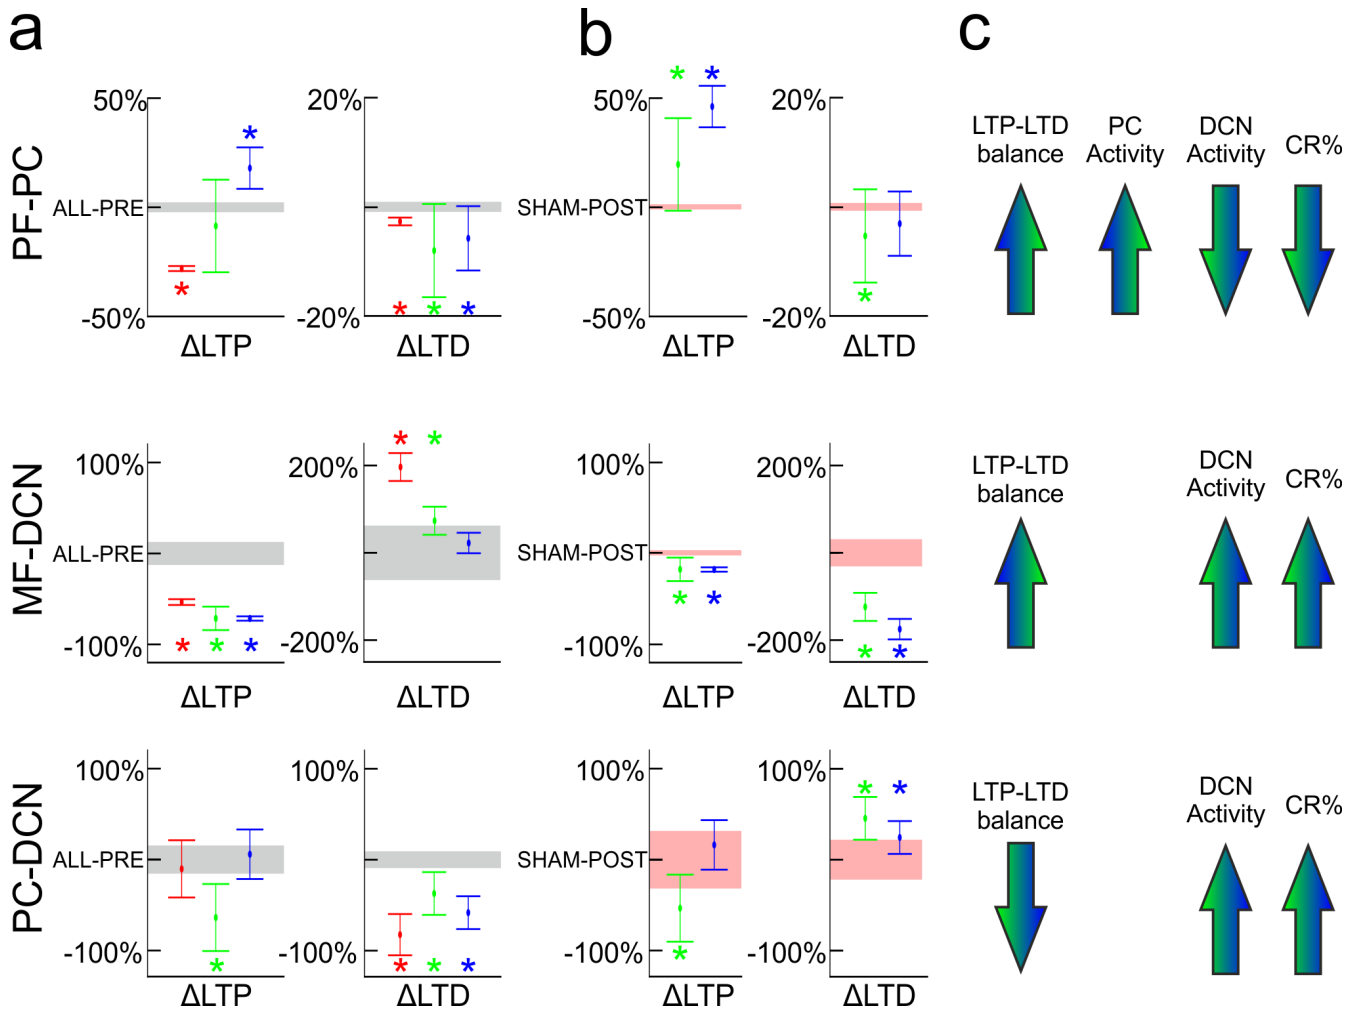 a
b
c
PF-PC
50%
ALL-PRE
-50%
ΔLTP
*
*
20%
-20%
ΔLTD
*
*
*
50%
SHAM-POST
-50%
ΔLTP
*
*
20%
-20%
ΔLTD
*
LTP-LTD
balance
PC
Activity
DCN
Activity
CR%
MF-DCN
100%
ALL-PRE
-100%
ΔLTP
*
*
*
200%
-200%
ΔLTD
*
*
100%
SHAM-POST
-100%
ΔLTP
*
*
200%
-200%
ΔLTD
*
*
LTP-LTD
balance
DCN
Activity
CR%
PC-DCN
100%
ALL-PRE
-100%
ΔLTP
*
100%
-100%
ΔLTD
*
*
*
100%
SHAM-POST
-100%
ΔLTP
*
100%
-100%
ΔLTD
*
*
LTP-LTD
balance
DCN
Activity
CR%